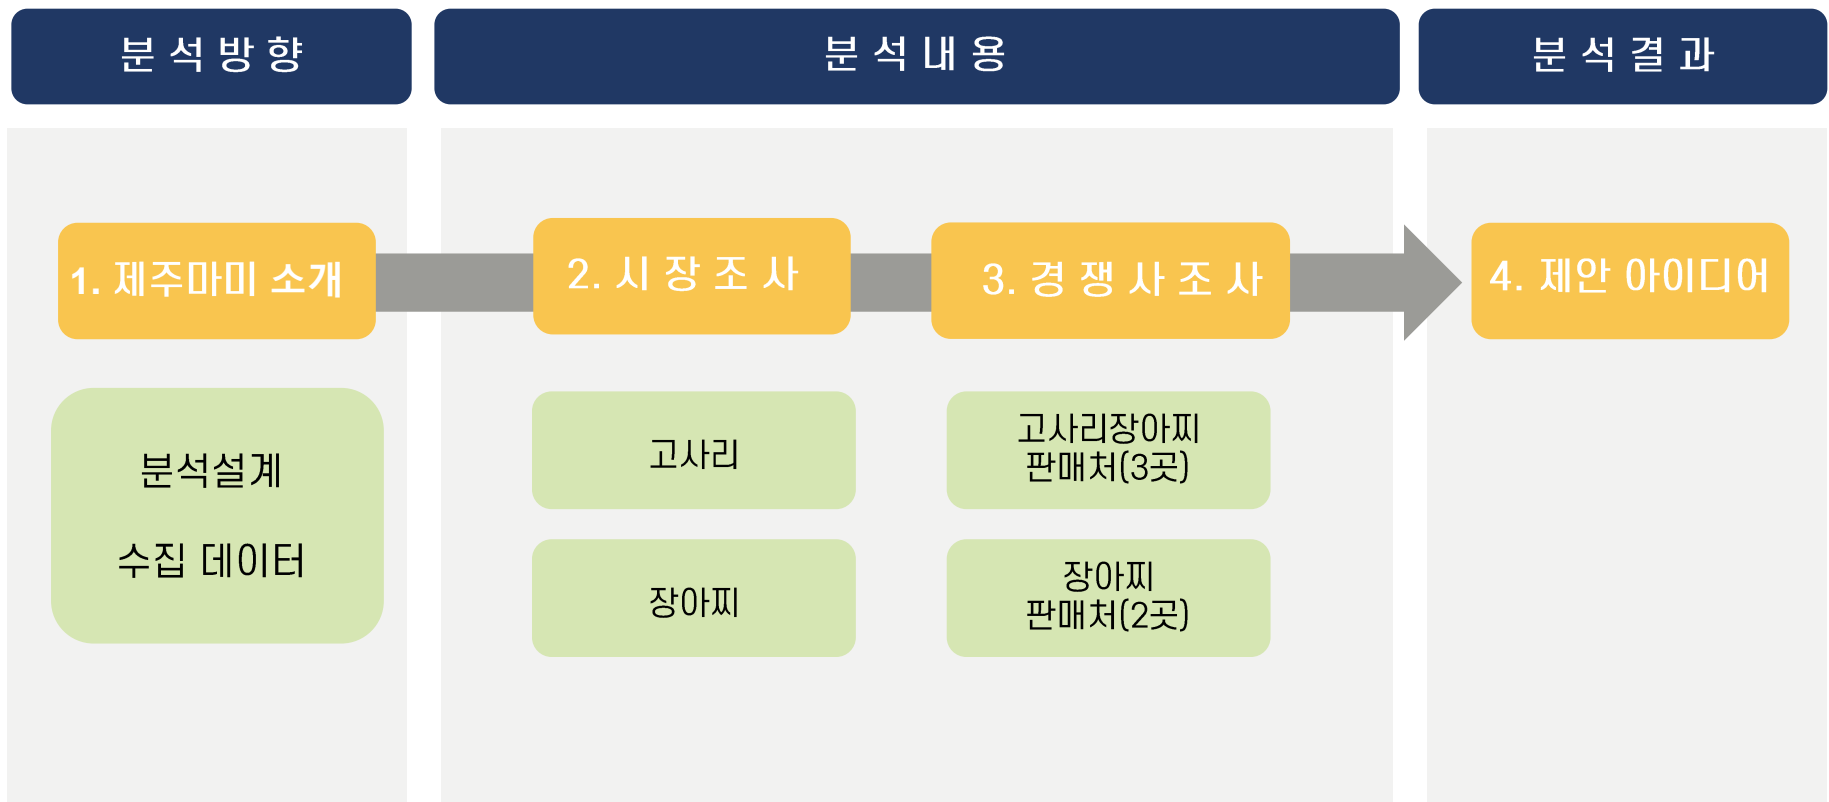 분석방향
분석내용
분석결과
1. 제주마미 소개
2. 시장조사
3. 경쟁사조사
4. 제안 아이디어
분석설계
수집 데이터
고사리
장아찌
고사리장아찌
판매처(3곳)
장아찌
판매처(2곳)